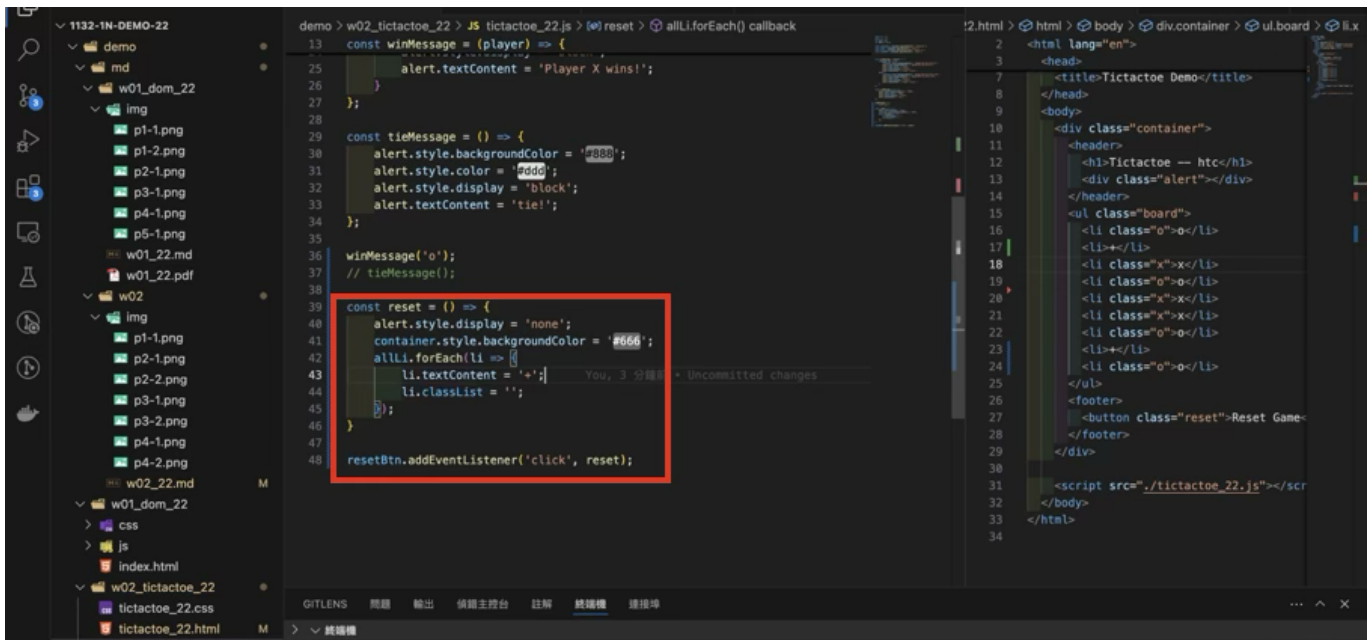 1132-1N-DEMO-22
demo
md
w01_dom_22
img
p1-1.png
p1-2.png
p2-1.png
p3-1.png
p4-1.png
p5-1.png
w01_22.md
w01_22.pdf
w02
img
p1-1.png
p2-1.png
p2-2.png
p3-1.png
p3-2.png
p4-1.png
p4-2.png
w02_22.md M
w01_dom_22
css
js
index.html
w02_tictactoe_22
tictactoe_22.css
tictactoe_22.html M
3
3
demo > w02_tictactoe_22 > JS tictactoe_22.js > reset > allLi.forEach() callback
13 const winMessage = (player) => {
25 alert.textContent = 'Player X wins!';
26 }
27 };
28
29 const tieMessage = () => {
30 alert.style.backgroundColor = '#888';
31 alert.style.color = '#ddd';
32 alert.style.display = 'block';
33 alert.textContent = 'tie!';
34 };
35
36 winMessage('o');
37 // tieMessage();
38
39 const reset = () => {
40 alert.style.display = 'none';
41 container.style.backgroundColor = '#666';
42 allLi.forEach(li => {
43 li.textContent = '+'; You, 3 分鐘前 • Uncommitted changes
44 li.classList = '';
45 });
46 }
47
48 resetBtn.addEventListener('click', reset);
22.html > html > body > div.container > ul.board > li.x
2 <html lang="en">
3 <head>
7 <title>Tictactoe Demo</title>
8 </head>
9 <body>
10 <div class="container">
11 <header>
12 <h1>Tictactoe -- htc</h1>
13 <div class="alert"></div>
14 </header>
15 <ul class="board">
16 <li class="o">o</li>
17 <li>+</li>
18 <li class="x">x</li>
19 <li class="o">o</li>
20 <li class="x">x</li>
21 <li class="x">x</li>
22 <li class="o">o</li>
23 <li>+</li>
24 <li class="o">o</li>
25 </ul>
26 <footer>
27 <button class="reset">Reset Game<
28 </footer>
29 </div>
30
31 <script src="./tictactoe_22.js"></scr
32 </body>
33 </html>
34
GITLENS 問題 輸出 偵錯主控台 註解 終端機 連接埠
終端機